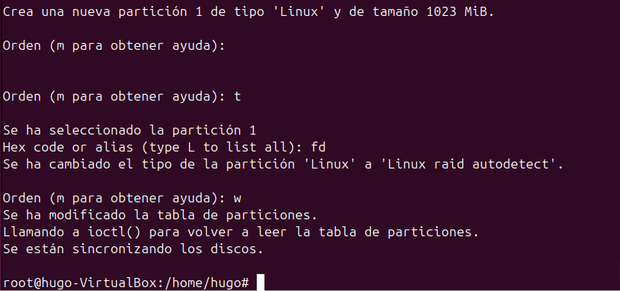 Crea una nueva partición 1 de tipo 'Linux' y de tamaño 1023 MiB.
Orden (m para obtener ayuda):
Orden (m para obtener ayuda): t
Se ha seleccionado la partición 1
Hex code or alias (type L to list all): fd
Se ha cambiado el tipo de la partición 'Linux' a 'Linux raid autodetect'.
Orden (m para obtener ayuda): w
Se ha modificado la tabla de particiones.
Llamando a ioctl() para volver a leer la tabla de particiones.
Se están sincronizando los discos.
root@hugo-VirtualBox:/home/hugo#